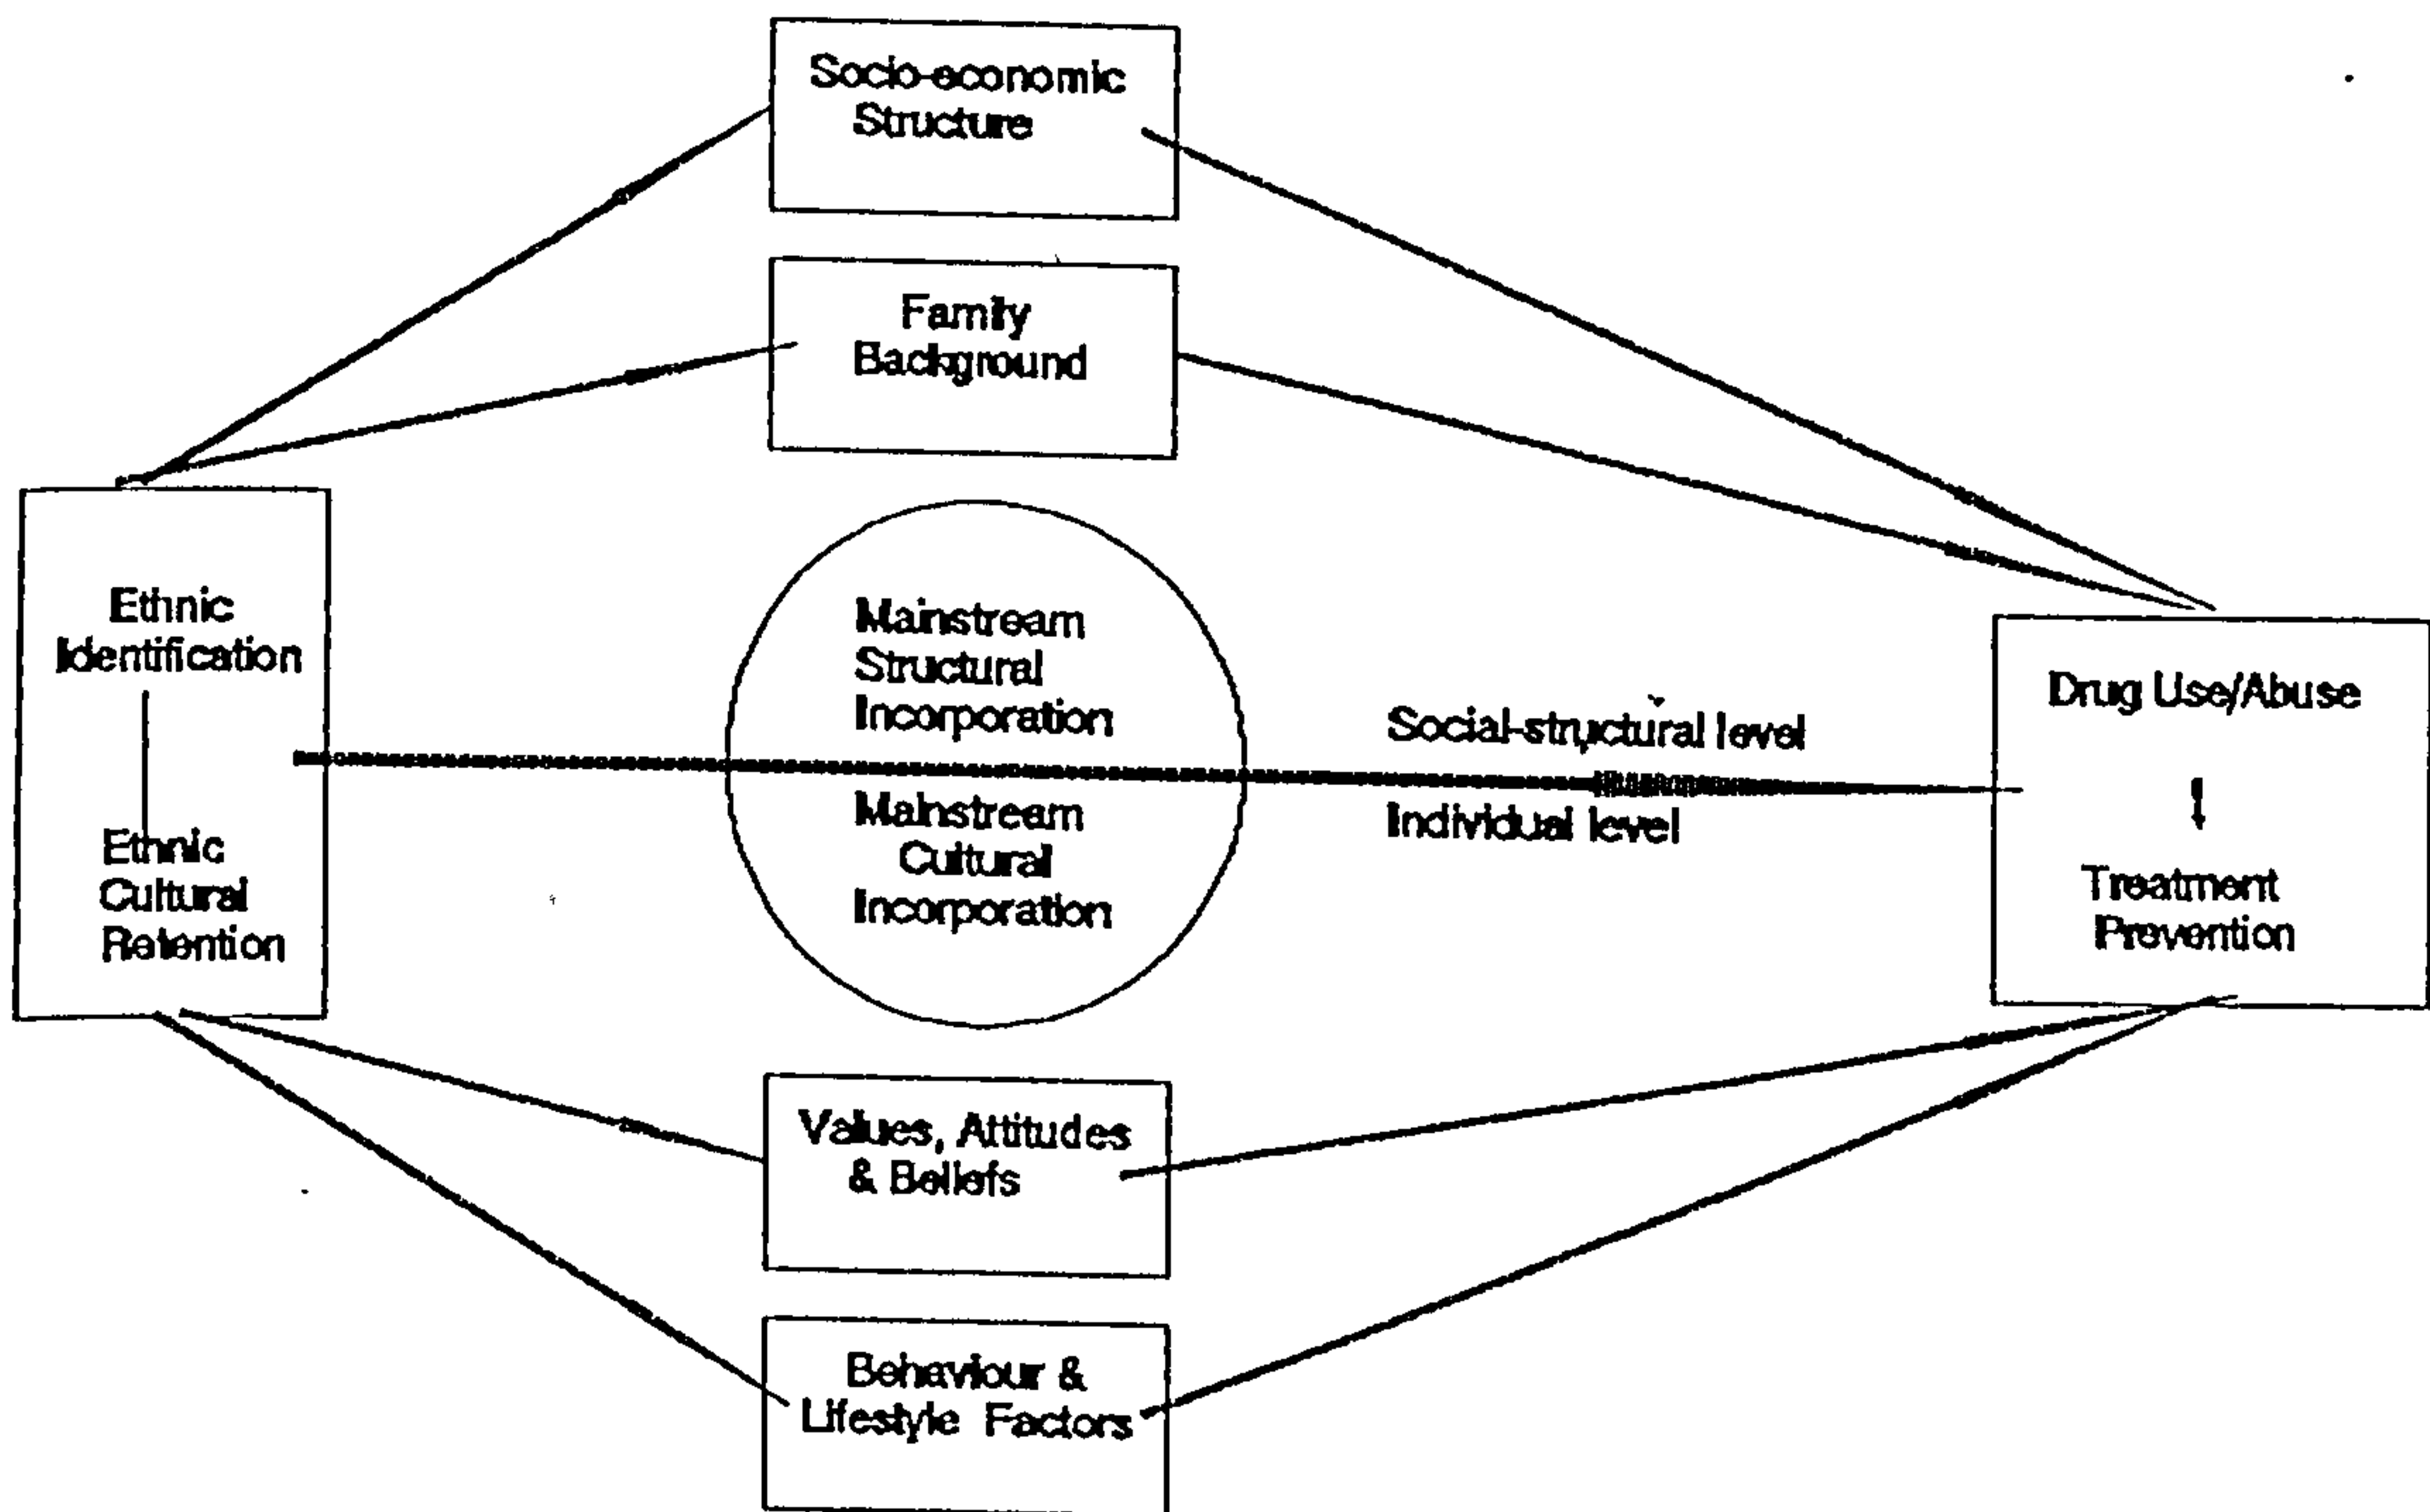 Socio-economic
Structure
Family
Background
Ethnic
Identification
Ethnic
Cultural
Retention
Mainstream
Structural
Incorporation
Mainstream
Cultural
Incorporation
Social-structural level
Individual level
Drug Use/Abuse
Treatment
Prevention
Values, Attitudes
& Beliefs
Behaviour &
Lifestyle Factors